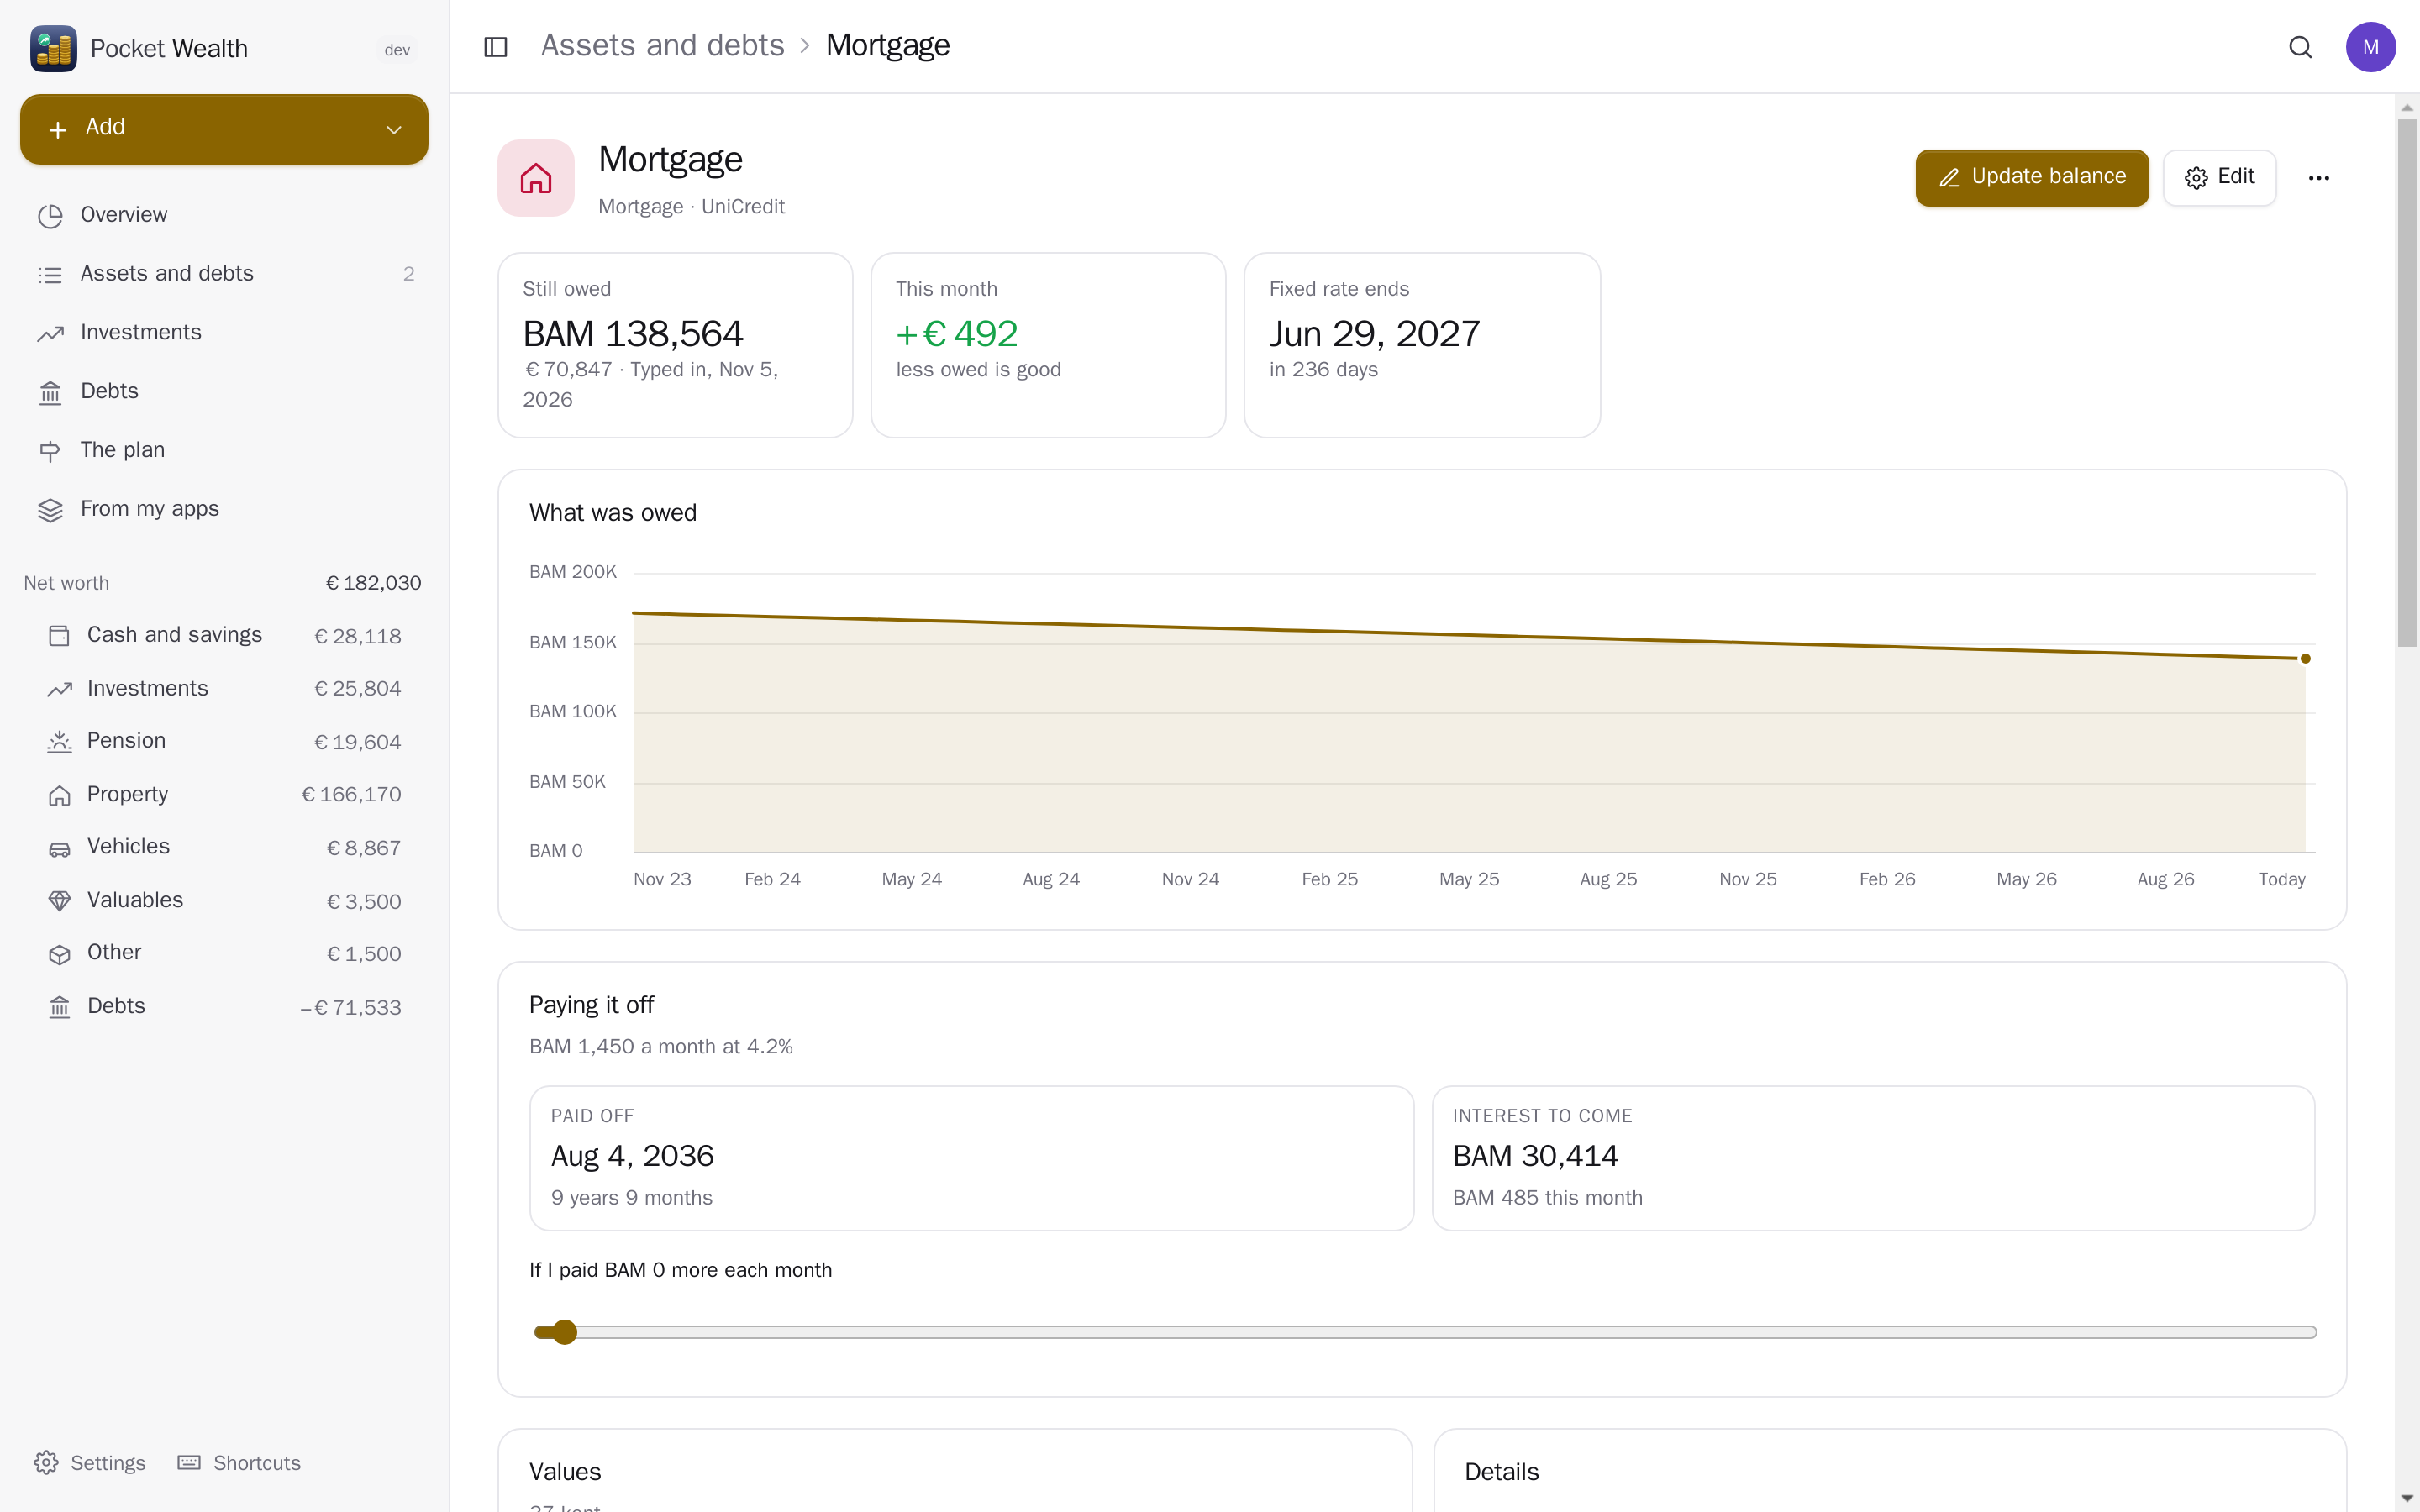 Pocket Wealth
dev
Add
Overview
Assets and debts 2
Investments
Debts
The plan
From my apps
Net worth € 182,030
Cash and savings € 28,118
Investments € 25,804
Pension € 19,604
Property € 166,170
Vehicles € 8,867
Valuables € 3,500
Other € 1,500
Debts –€ 71,533
Settings
Shortcuts
Assets and debts > Mortgage
M
Mortgage
Mortgage · UniCredit
Update balance
Edit
Still owed
BAM 138,564
€ 70,847 · Typed in, Nov 5,
2026
This month
+€ 492
less owed is good
Fixed rate ends
Jun 29, 2027
in 236 days
What was owed
BAM 200K
BAM 150K
BAM 100K
BAM 50K
BAM 0
Nov 23 Feb 24 May 24 Aug 24 Nov 24 Feb 25 May 25 Aug 25 Nov 25 Feb 26 May 26 Aug 26 Today
Paying it off
BAM 1,450 a month at 4.2%
PAID OFF
Aug 4, 2036
9 years 9 months
INTEREST TO COME
BAM 30,414
BAM 485 this month
If I paid BAM 0 more each month
Values
Details